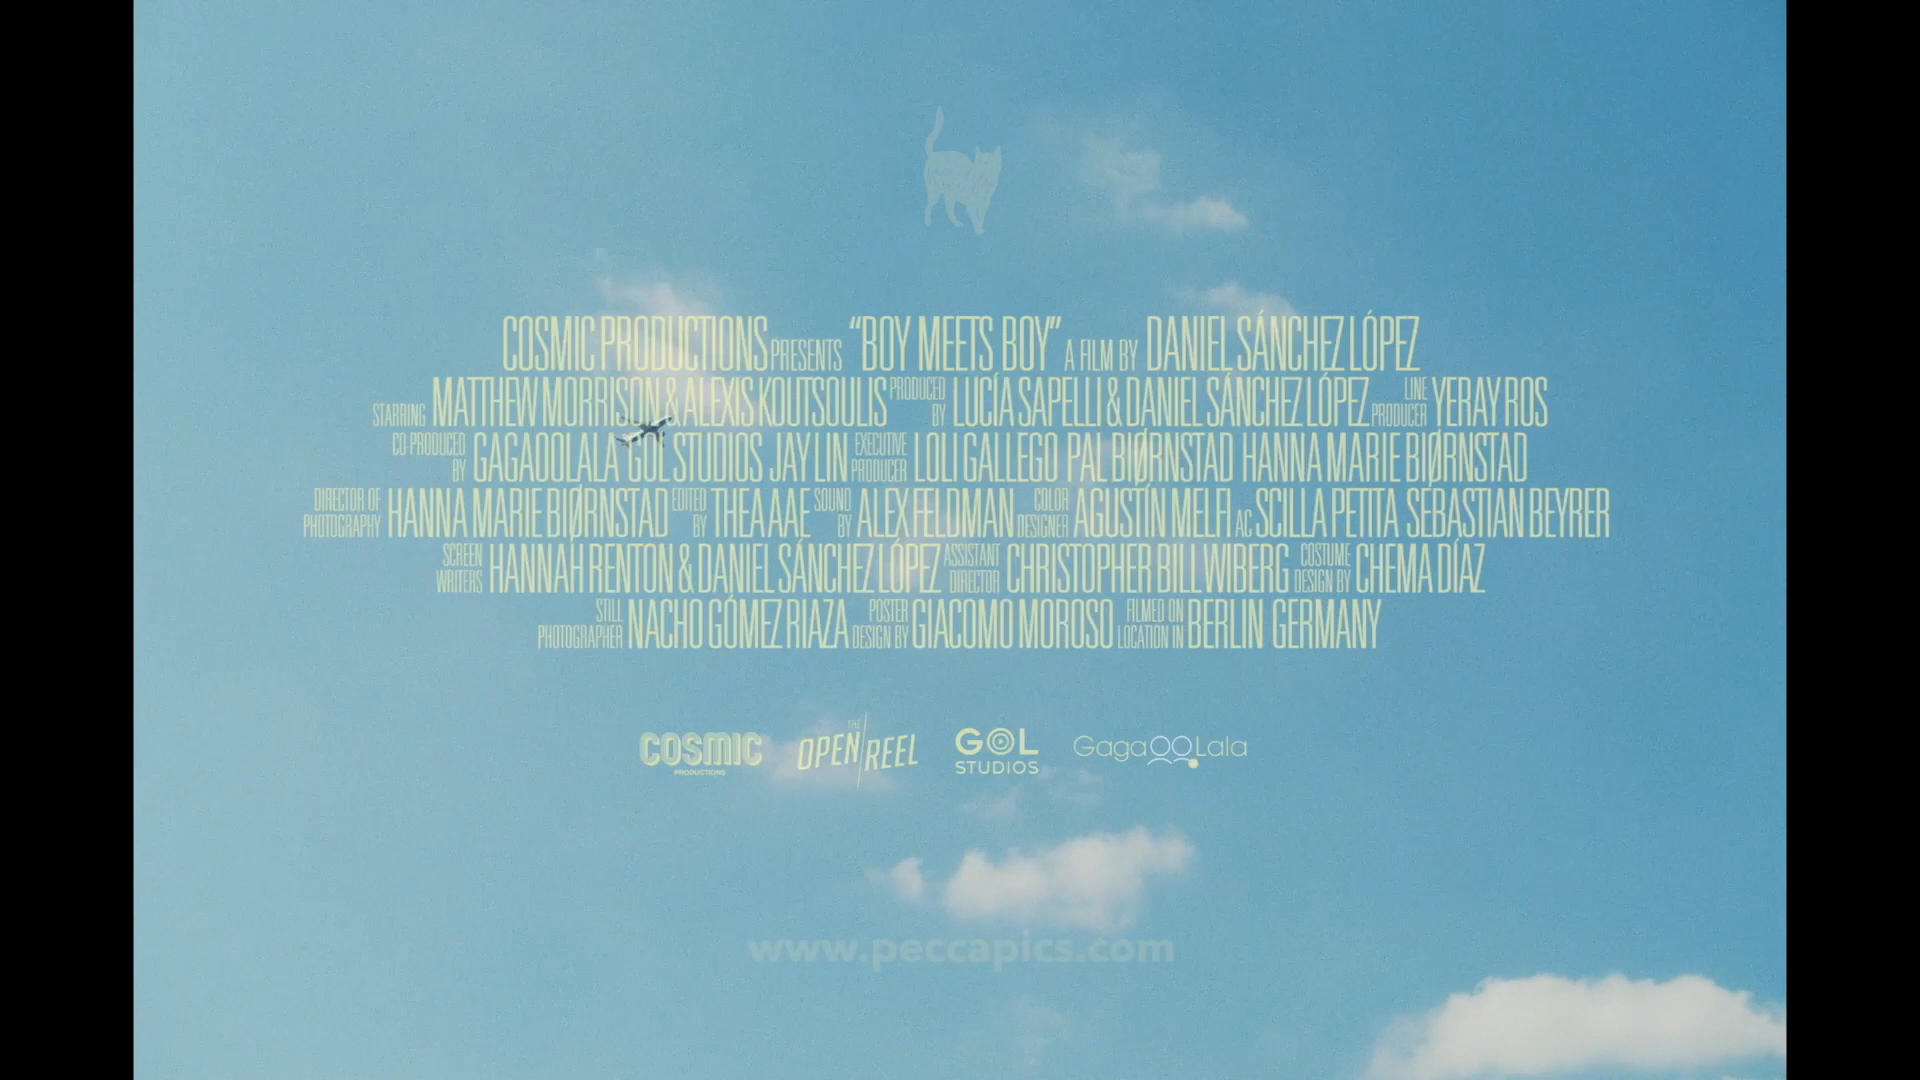 COSMIC PRODUCTIONS PRESENTS “BOY MEETS BOY” A FILM BY DANIEL SÁNCHEZ LÓPEZ
STARRING MATTHEW MORRISON & ALEXIS KOUTSOULIS PRODUCED BY LUCÍA SAPELLI & DANIEL SÁNCHEZ LÓPEZ LINE PRODUCER YERAY ROS
CO-PRODUCED BY GAGAOOLALA GOL STUDIOS JAY LIN EXECUTIVE PRODUCER LOLI GALLEGO PAL BIØRNSTAD HANNA MARIE BIØRNSTAD
DIRECTOR OF PHOTOGRAPHY HANNA MARIE BIØRNSTAD EDITED BY THEA AAE SOUND BY ALEX FELDMAN COLOR DESIGNER AGUSTÍN MELFI AC SCILLA PETITA SEBASTIAN BEYRER
SCREEN WRITERS HANNAH RENTON & DANIEL SÁNCHEZ LÓPEZ ASSISTANT DIRECTOR CHRISTOPHER BILL WIBERG COSTUME DESIGN BY CHEMA DÍAZ
STILL PHOTOGRAPHER NACHO GÓMEZ RIAZA POSTER DESIGN BY GIACOMO MOROSO FILMED ON LOCATION IN BERLIN GERMANY
COSMIC PRODUCTIONS THE OPEN REEL GOL STUDIOS GagaOOLala
www.peccapics.com